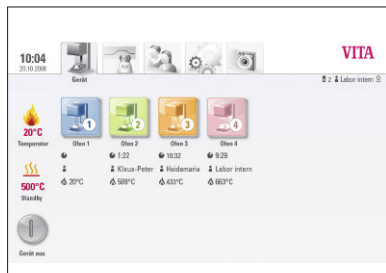 10:04
20.10.2008
VITA
Gerät
2 Labor intern
1
2
3
4
20°C
Temperatur
Ofen 1
Ofen 2
Ofen 3
Ofen 4
1:22
10:32
9:29
Klaus-Peter
Heidemarie
Labor intern
500°C
Standby
20°C
589°C
433°C
663°C
Gerät aus